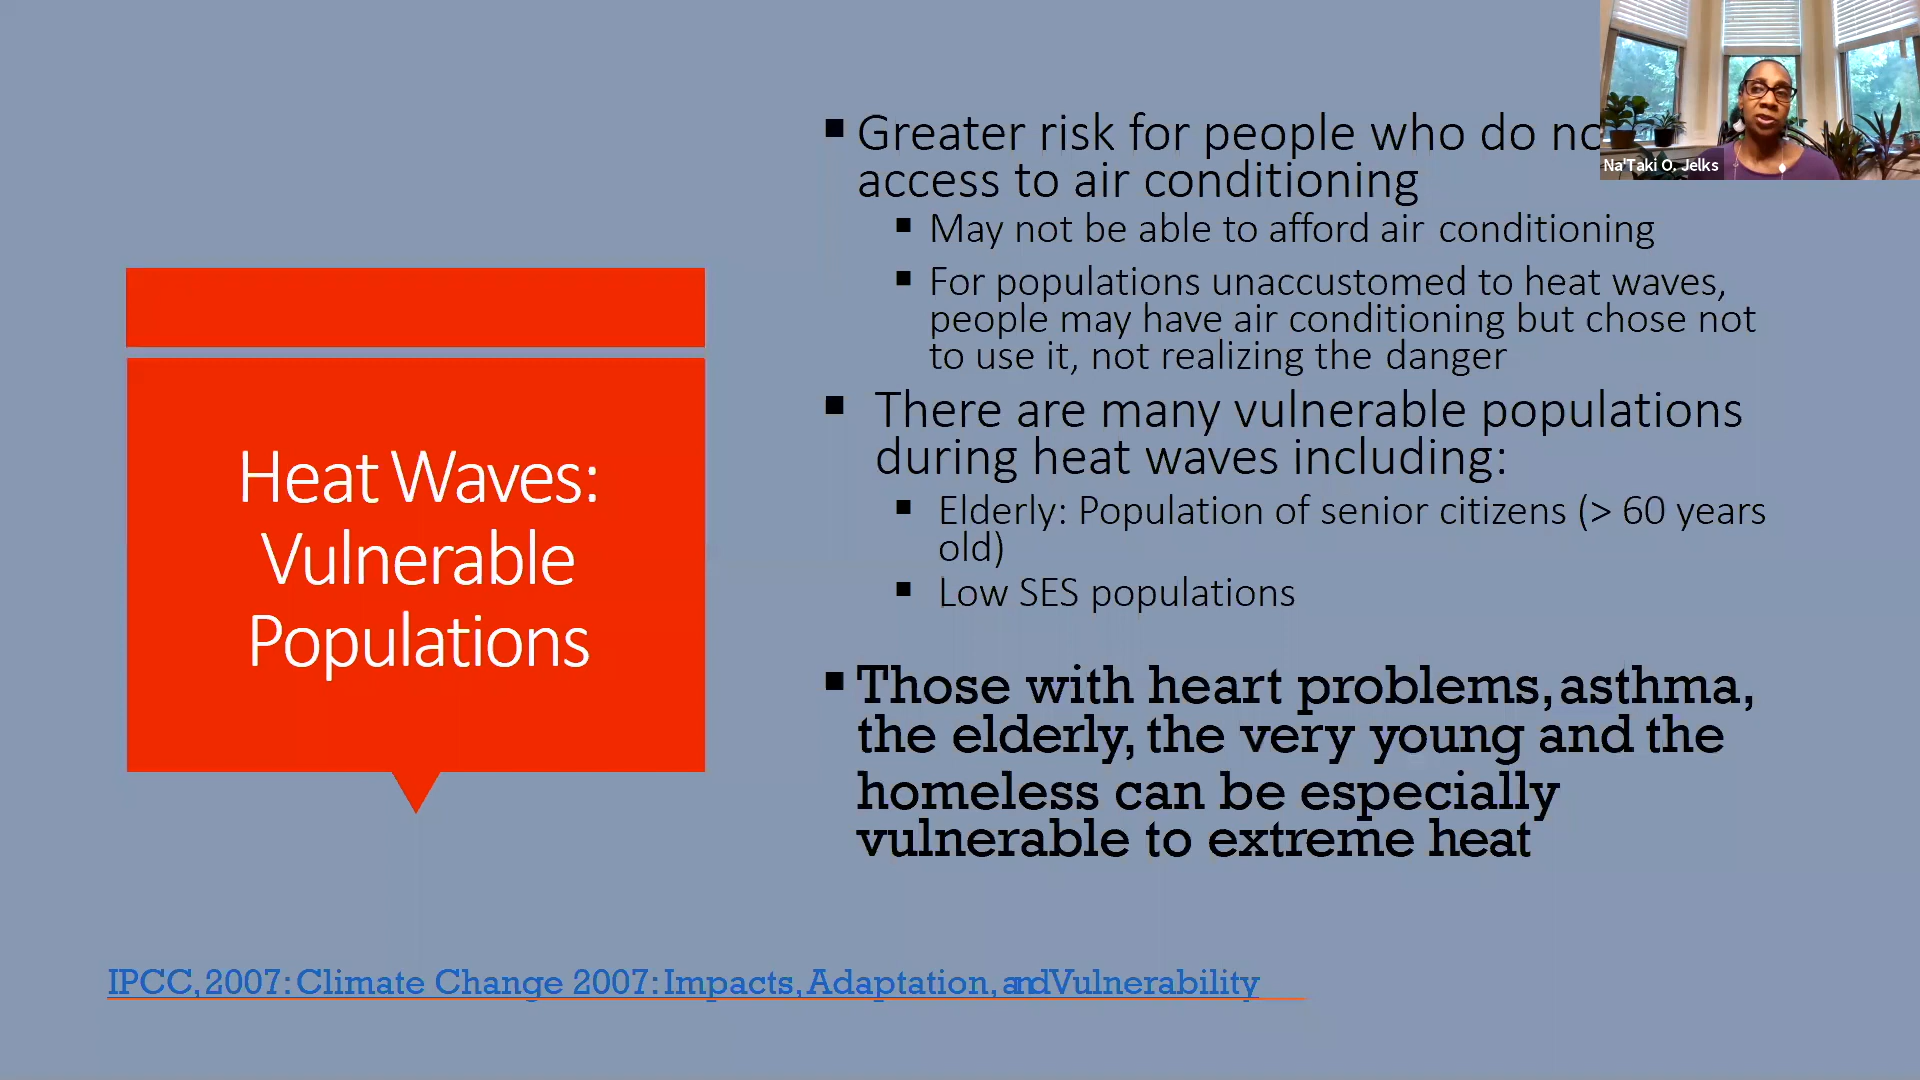 Heat Waves:
Vulnerable
Populations
Greater risk for people who do
access to air conditioning
May not be able to afford air conditioning
For populations unaccustomed to heat waves,
people may have air conditioning but chose not
to use it, not realizing the danger
There are many vulnerable populations
during heat waves including:
Elderly: Population of senior citizens (> 60 years
old)
Low SES populations
Those with heart problems, asthma,
the elderly, the very young and the
homeless can be especially
vulnerable to extreme heat
IPCC, 2007: Climate Change 2007: Impacts, Adaptation, and Vulnerability
Na'Taki O. Jelks